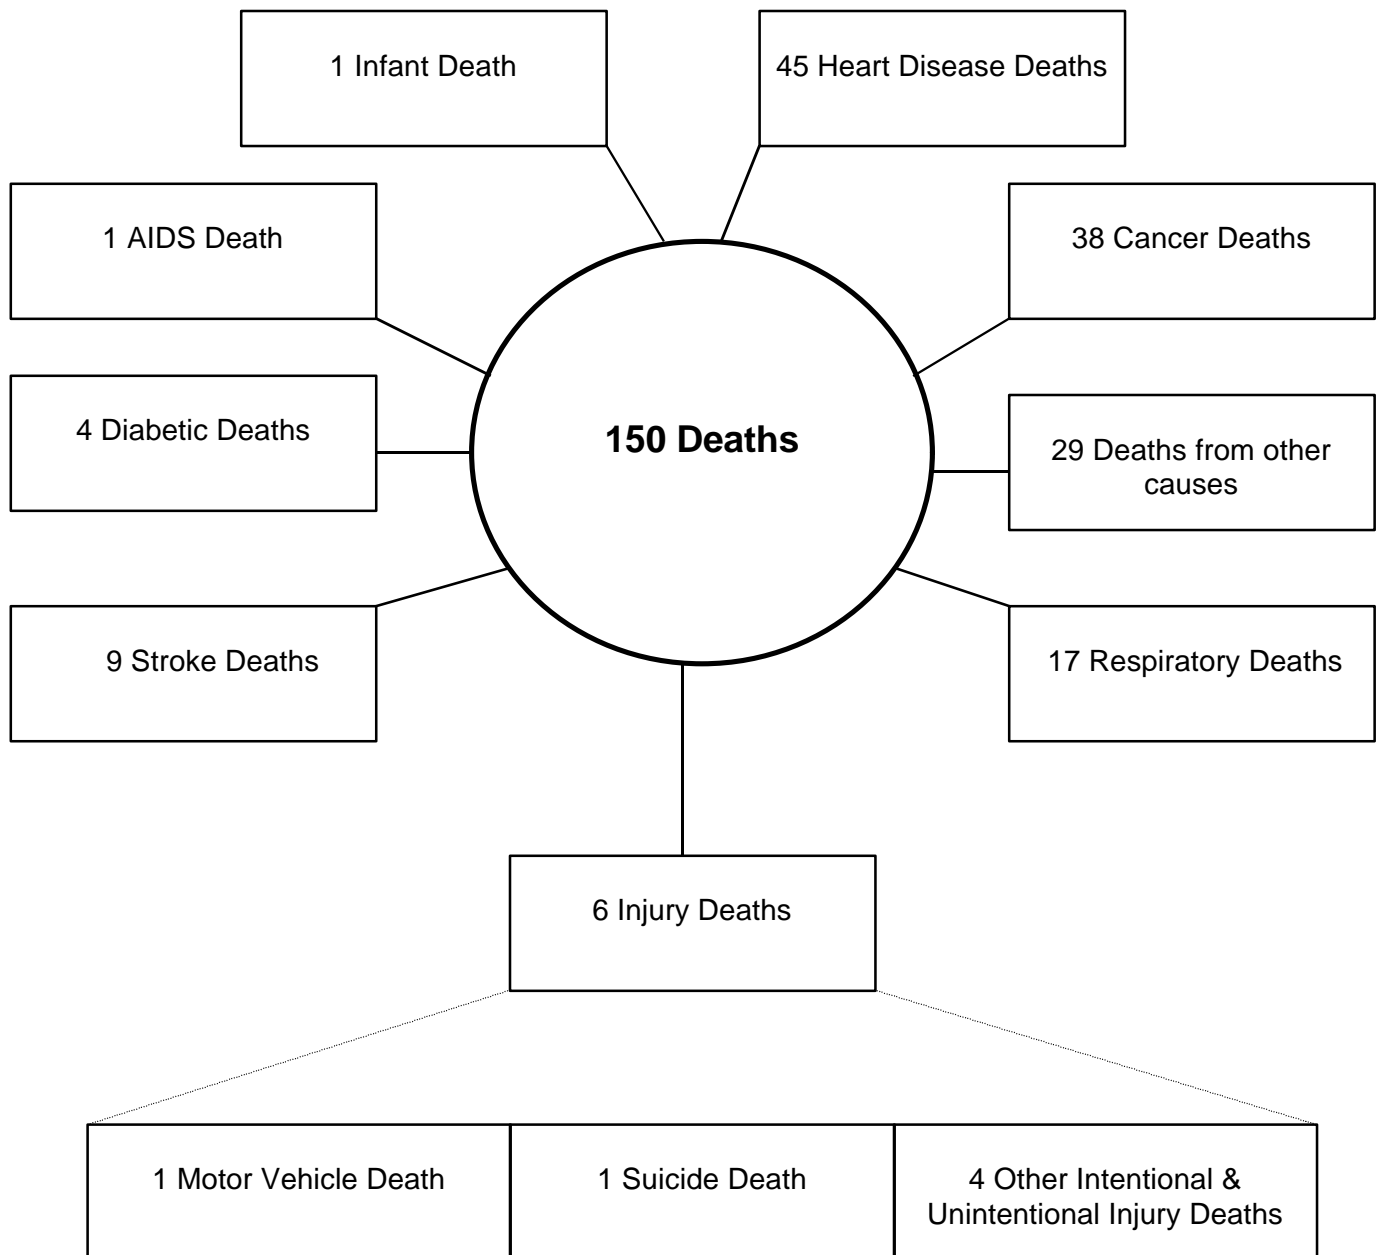 1 Infant Death
45 Heart Disease Deaths
1 AIDS Death
38 Cancer Deaths
4 Diabetic Deaths
150 Deaths
29 Deaths from other
causes
9 Stroke Deaths
17 Respiratory Deaths
6 Injury Deaths
1 Motor Vehicle Death
1 Suicide Death
4 Other Intentional &
Unintentional Injury Deaths